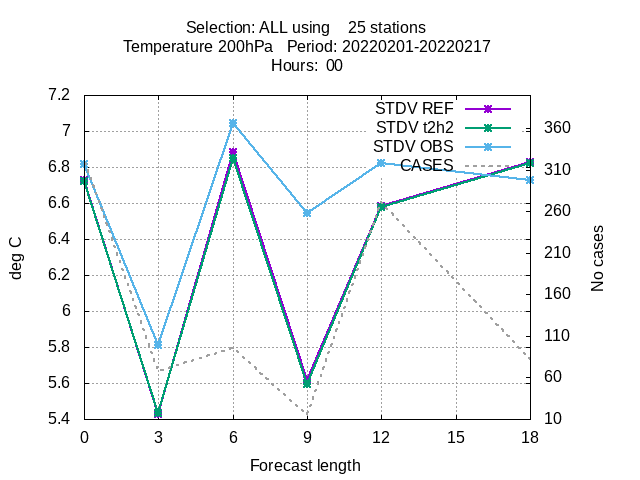 Selection: ALL using    25 stations
Temperature 200hPa   Period: 20220201-20220217
Hours:  00
7.2
7
6.8
6.6
6.4
6.2
6
5.8
5.6
5.4
deg C
STDV REF
STDV t2h2
STDV OBS
CASES
360
310
260
210
160
110
60
10
No cases
0
3
6
9
12
15
18
Forecast length